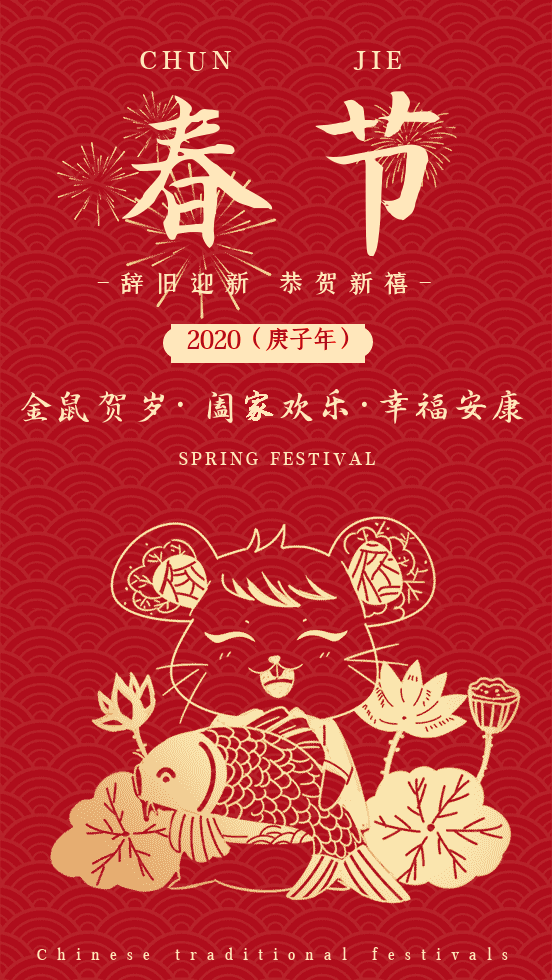 CHUN JIE
春 节
–辞旧迎新 恭贺新禧–
2020（庚子年）
金鼠贺岁·阖家欢乐·幸福安康
SPRING FESTIVAL
Chinese traditional festivals